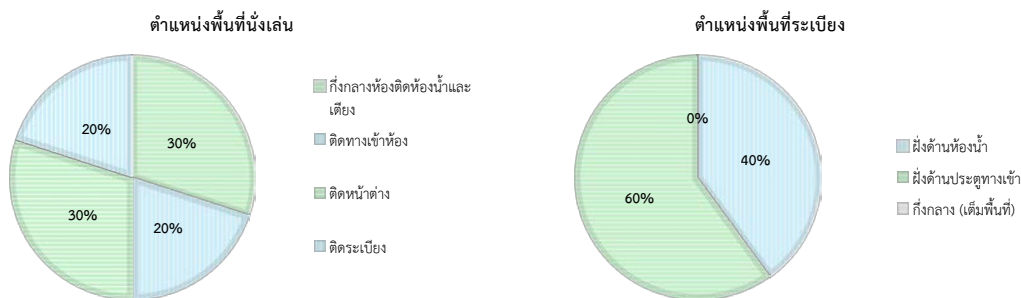 ตำแหน่งพื้นที่นั่งเล่น
20%
30%
30%
20%
กึ่งกลางห้องติดห้องน้ำและ
เตียง
ติดทางเข้าห้อง
ติดหน้าต่าง
ติดระเบียง
ตำแหน่งพื้นที่ระเบียง
0%
40%
60%
ฝั่งด้านห้องน้ำ
ฝั่งด้านประตูทางเข้า
กึ่งกลาง (เต็มพื้นที่)